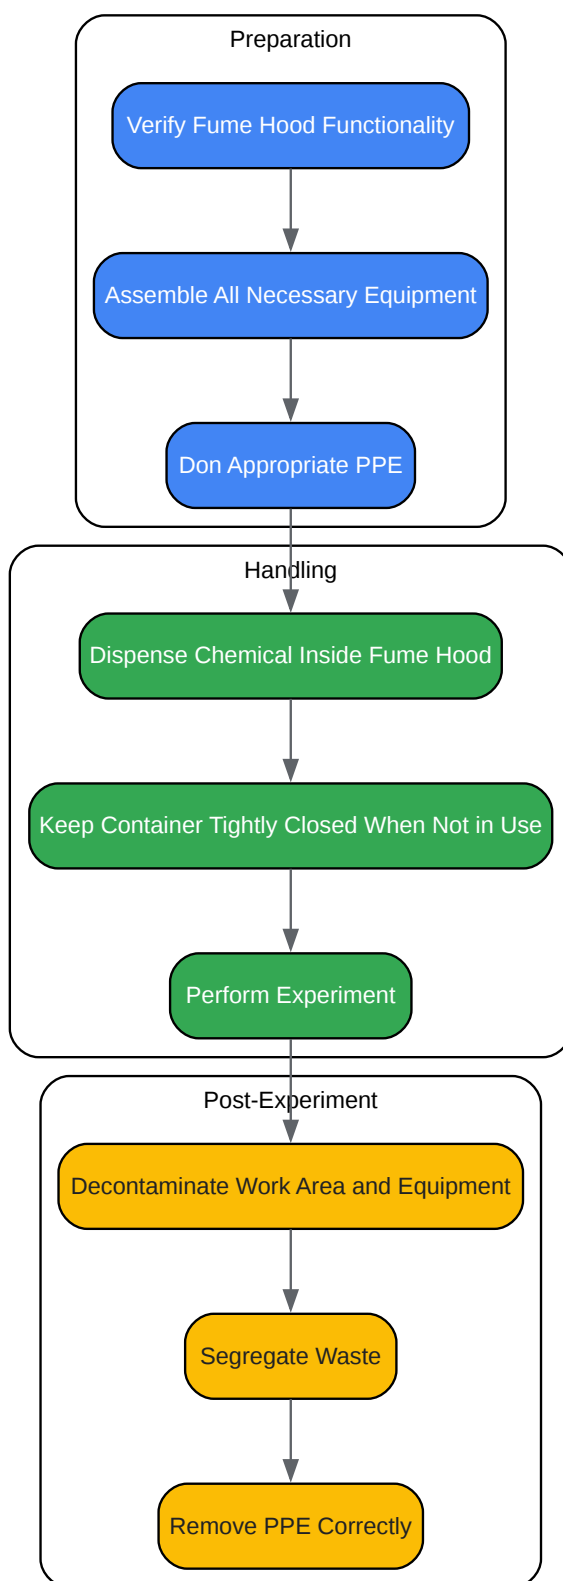 Preparation
Verify Fume Hood Functionality
Assemble All Necessary Equipment
Don Appropriate PPE
Handling
Dispense Chemical Inside Fume Hood
Keep Container Tightly Closed When Not in Use
Perform Experiment
Post-Experiment
Decontaminate Work Area and Equipment
Segregate Waste
Remove PPE Correctly